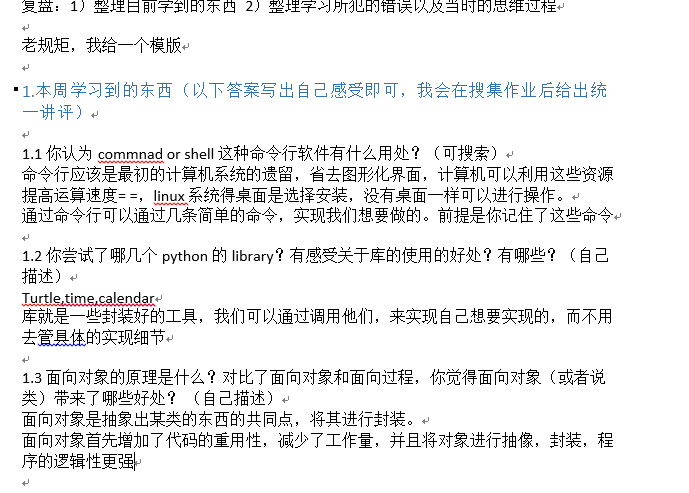 复盘：1）整理目前学到的东西 2）整理学习所犯的错误以及当时的思维过程
老规矩，我给一个模版
1.本周学习到的东西（以下答案写出自己感受即可，我会在搜集作业后给出统
一讲评）
1.1 你认为 commnad or shell 这种命令行软件有什么用处？（可搜索）
命令行应该是最初的计算机系统的遗留，省去图形化界面，计算机可以利用这些资源
提高运算速度= =，linux 系统得桌面是选择安装，没有桌面一样可以进行操作。
通过命令行可以通过几条简单的命令，实现我们想要做的。前提是你记住了这些命令
1.2 你尝试了哪几个 python 的 library？有感受关于库的使用的好处？有哪些？（自己
描述）
Turtle,time,calendar
库就是一些封装好的工具，我们可以通过调用他们，来实现自己想要实现的，而不用
去管具体的实现细节
1.3 面向对象的原理是什么？对比了面向对象和面向过程，你觉得面向对象（或者说
类）带来了哪些好处？（自己描述）
面向对象是抽象出某类的东西的共同点，将其进行封装。
面向对象首先增加了代码的重用性，减少了工作量，并且将对象进行抽像，封装，程
序的逻辑性更强